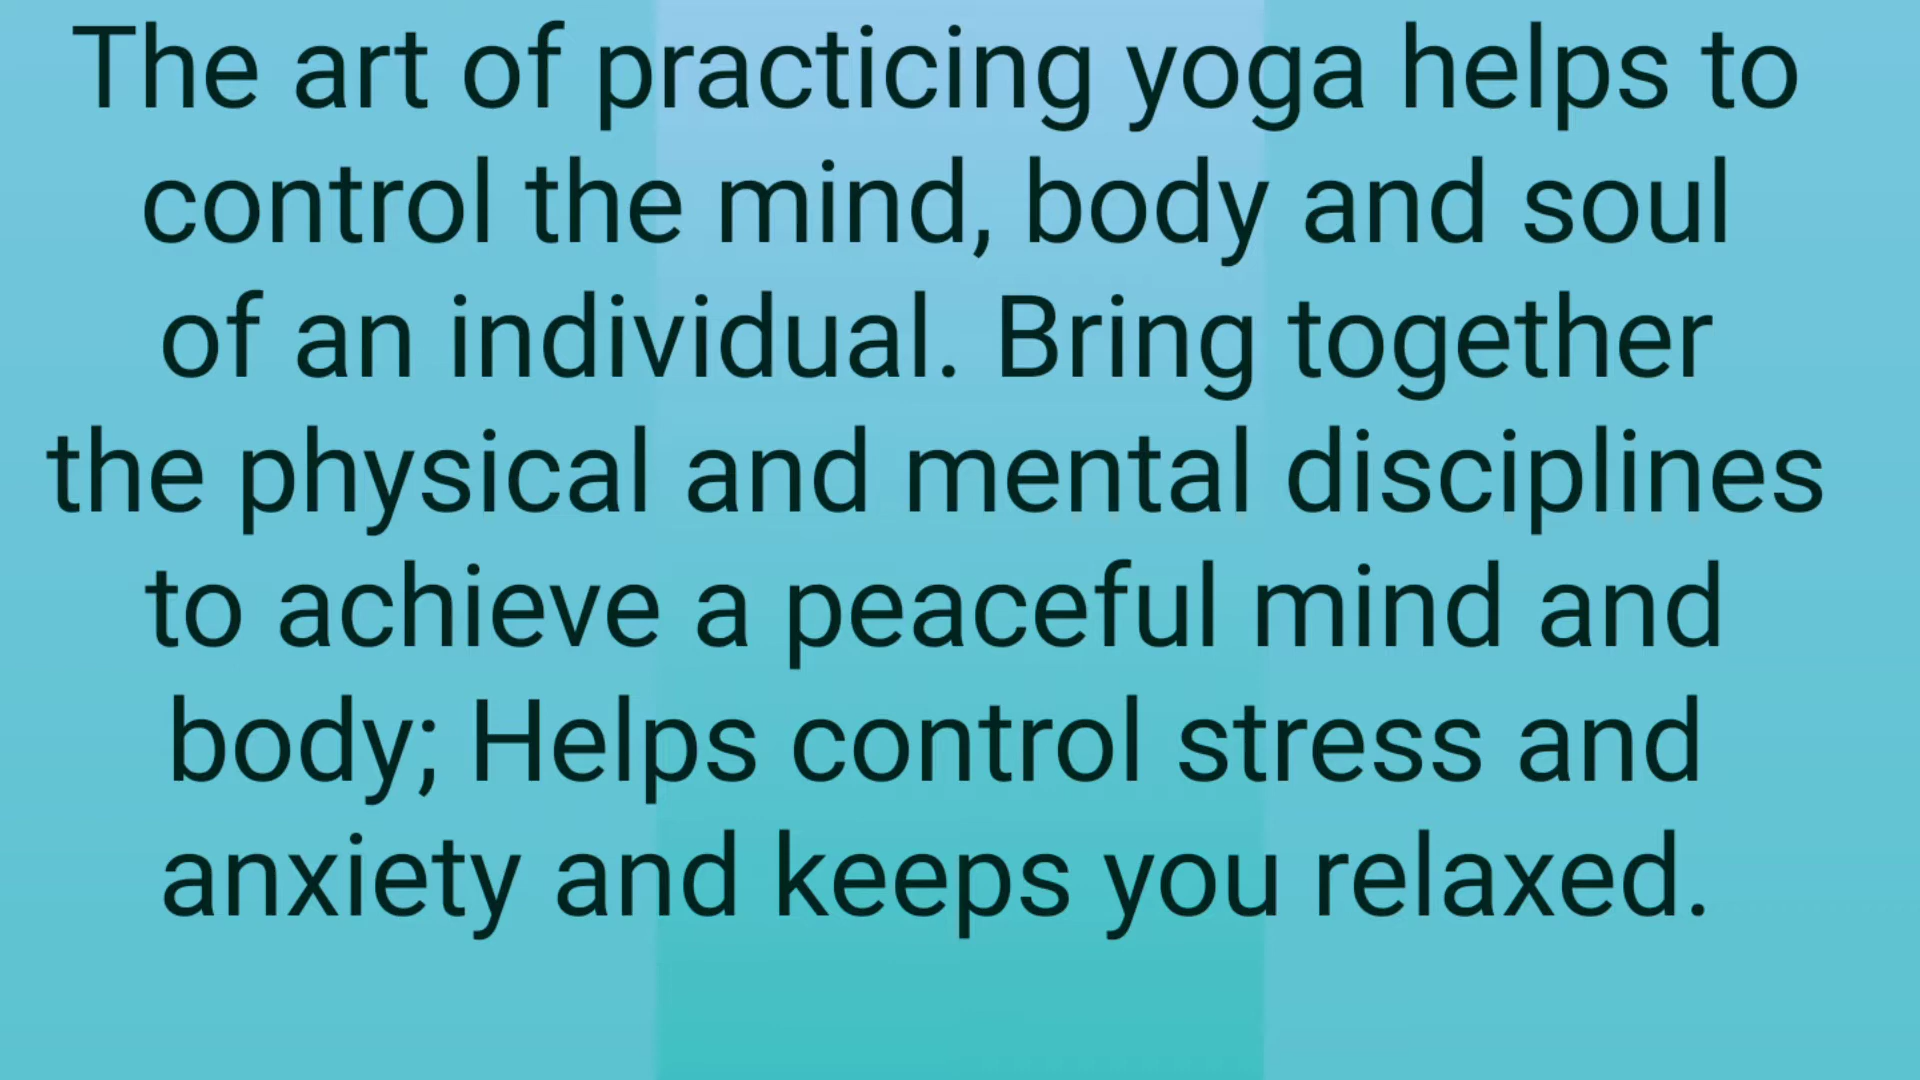 The art of practicing yoga helps to
control the mind, body and soul
of an individual. Bring together
the physical and mental disciplines
to achieve a peaceful mind and
body; Helps control stress and
anxiety and keeps you relaxed.